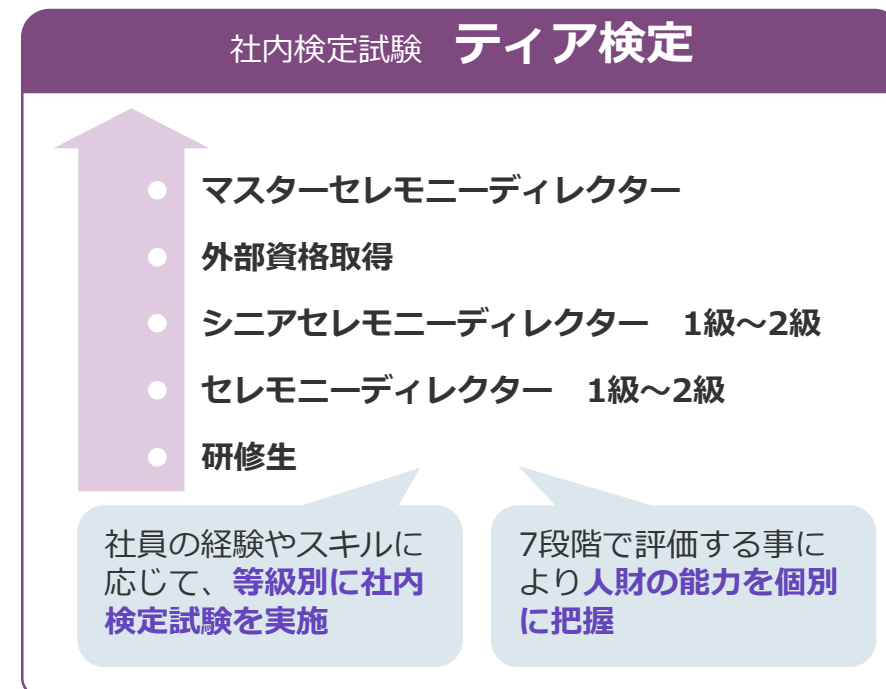 社内検定試験 ティア検定
マスターセレモニーディレクター
外部資格取得
シニアセレモニーディレクター　1級～2級
セレモニーディレクター　1級～2級
研修生
社員の経験やスキルに
応じて、等級別に社内
検定試験を実施
7段階で評価する事に
より人財の能力を個別
に把握